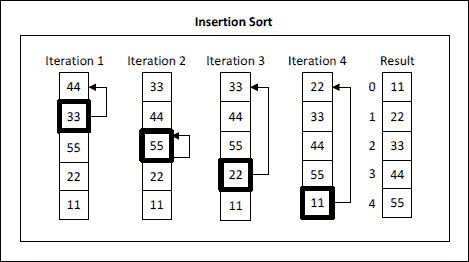 Insertion Sort
Iteration 1 Iteration 2 Iteration 3 Iteration 4 Result
44 33 33 22 0 11
33 44 44 33 1 22
55 55 55 44 2 33
22 22 22 55 3 44
11 11 11 11 4 55